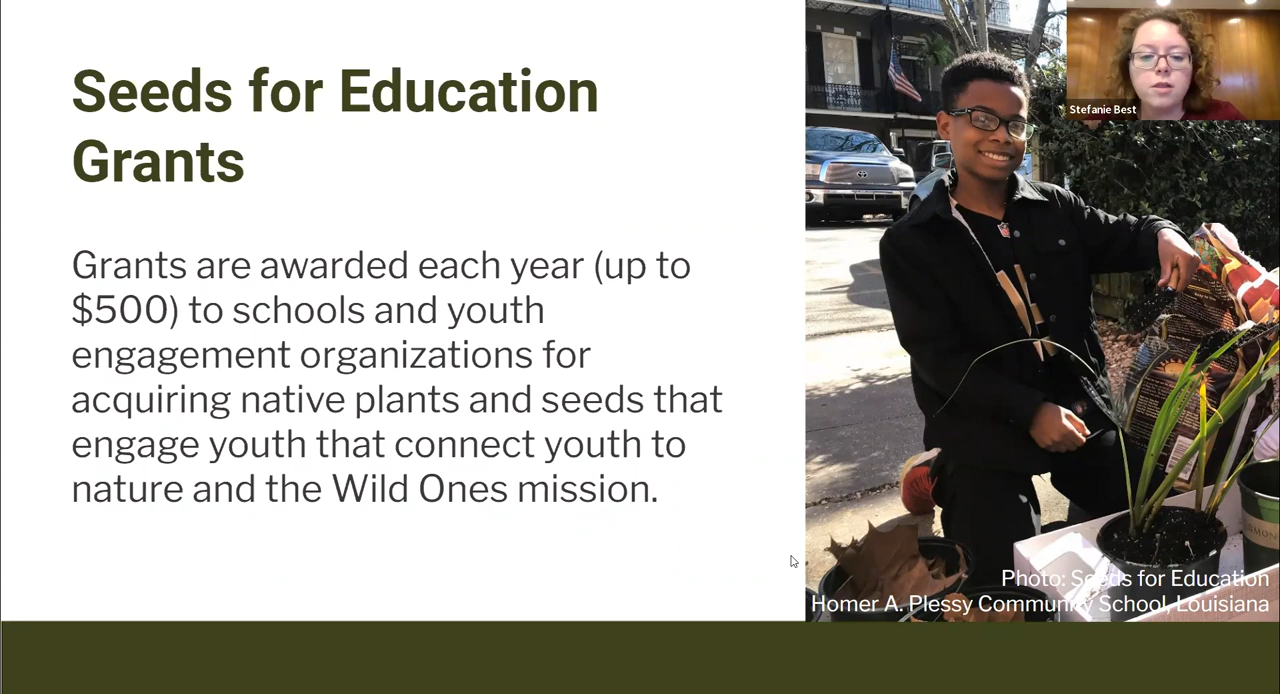 Seeds for Education
Grants
Grants are awarded each year (up to
$500) to schools and youth
engagement organizations for
acquiring native plants and seeds that
engage youth that connect youth to
nature and the Wild Ones mission.
Stefanie Best
Photo: Seeds for Education
Homer A. Plessy Community School, Louisiana